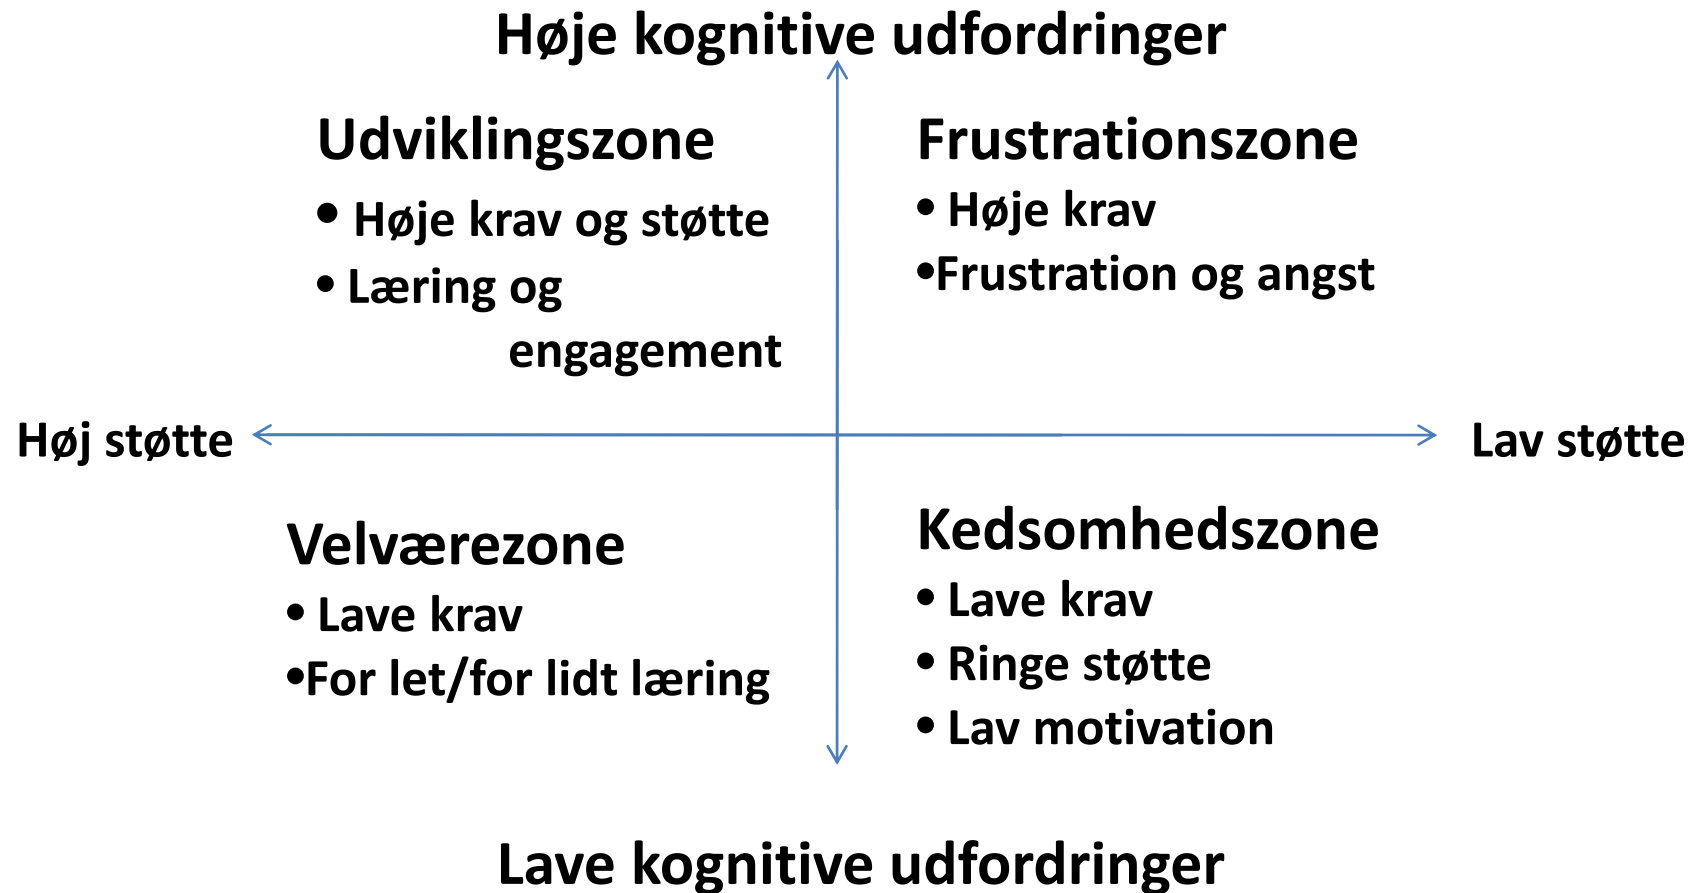 Høje kognitive udfordringer
Udviklingszone
• Høje krav og støtte
• Læring og
engagement
Frustrationszone
• Høje krav
•Frustration og angst
Høj støtte
Lav støtte
Velværezone
• Lave krav
•For let/for lidt læring
Kedsomhedszone
• Lave krav
• Ringe støtte
• Lav motivation
Lave kognitive udfordringer